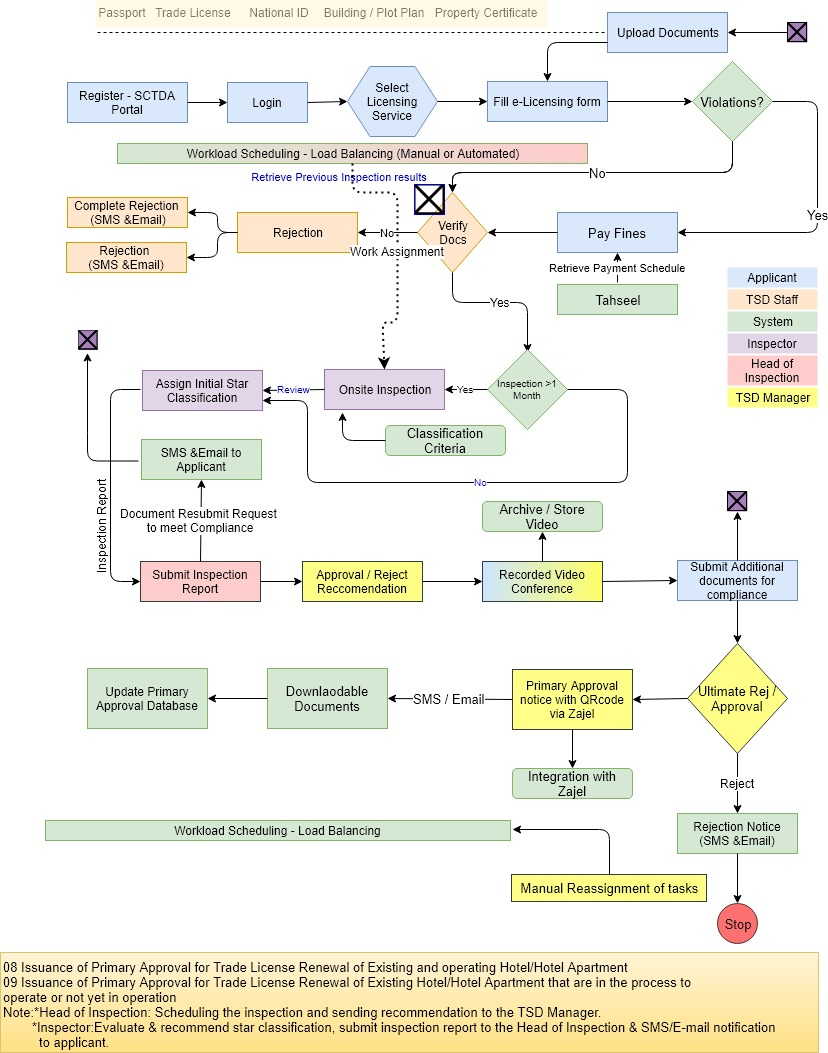 Passport Trade License National ID Building / Plot Plan Property Certificate
Upload Documents
Register - SCTDA
Portal
Login
Select
Licensing
Service
Fill e-Licensing form
Violations?
Workload Scheduling - Load Balancing (Manual or Automated)
Retrieve Previous Inspection results
No
Yes
Complete Rejection
(SMS &Email)
Rejection
(SMS &Email)
Rejection
No
Verify
Docs
Pay Fines
Work Assignment
Retrieve Payment Schedule
Tahseel
Yes
Applicant
TSD Staff
System
Inspector
Head of
Inspection
TSD Manager
Assign Initial Star
Classification
Review
Onsite Inspection
Yes
Inspection >1
Month
Classification
Criteria
SMS &Email to
Applicant
No
Inspection Report
Document Resubmit Request
to meet Compliance
Archive / Store
Video
Submit Inspection
Report
Approval / Reject
Reccomendation
Recorded Video
Conference
Submit Additional
documents for
compliance
Update Primary
Approval Database
Downlaodable
Documents
SMS / Email
Primary Approval
notice with QRcode
via Zajel
Ultimate Rej /
Approval
Integration with
Zajel
Reject
Workload Scheduling - Load Balancing
Rejection Notice
(SMS &Email)
Manual Reassignment of tasks
Stop
08 Issuance of Primary Approval for Trade License Renewal of Existing and operating Hotel/Hotel Apartment
09 Issuance of Primary Approval for Trade License Renewal of Existing Hotel/Hotel Apartment that are in the process to
operate or not yet in operation
Note:*Head of Inspection: Scheduling the inspection and sending recommendation to the TSD Manager.
*Inspector:Evaluate & recommend star classification, submit inspection report to the Head of Inspection & SMS/E-mail notification
to applicant.